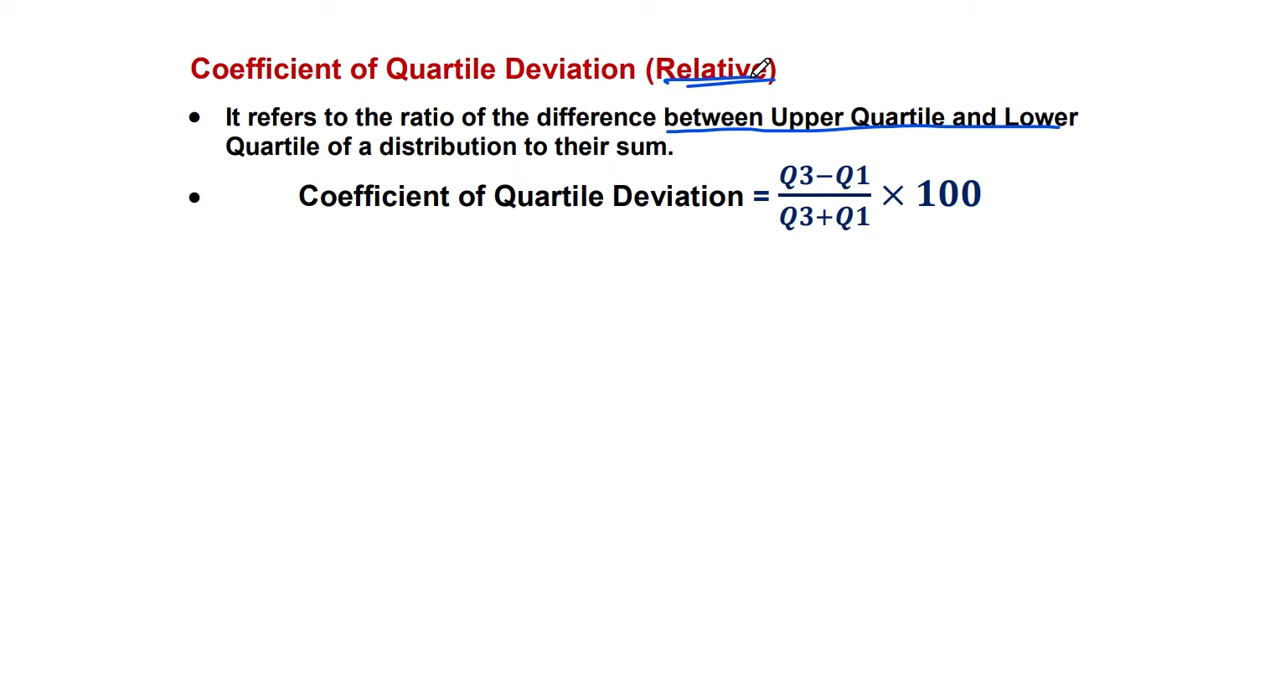 Coefficient of Quartile Deviation (Relative)
• It refers to the ratio of the difference between Upper Quartile and Lower
Quartile of a distribution to their sum.
• Coefficient of Quartile Deviation = \frac{Q3−Q1}{Q3+Q1} × 100